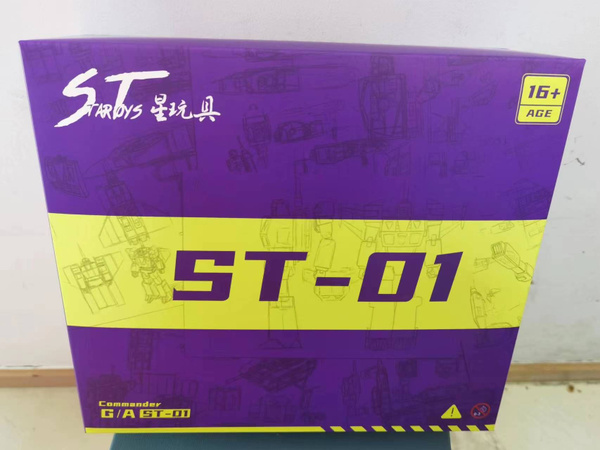 STARTOYS 星玩具
16+
AGE
ST-01
Commander
G/A ST-01